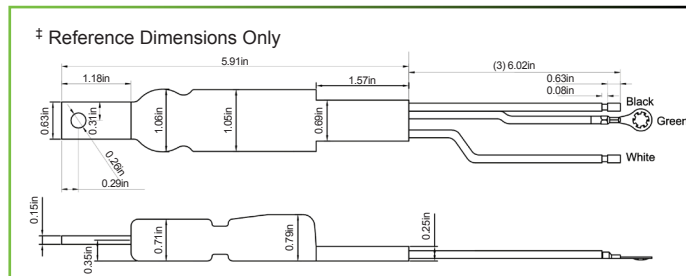 ‡ Reference Dimensions Only
5.91in
(3) 6.02in
1.18in
1.57in
0.63in
0.08in
Black
0.63in
0.31in
1.06in
1.05in
0.69in
Green
0.26in
White
0.29in
0.15in
0.35in
0.71in
0.79in
0.25in